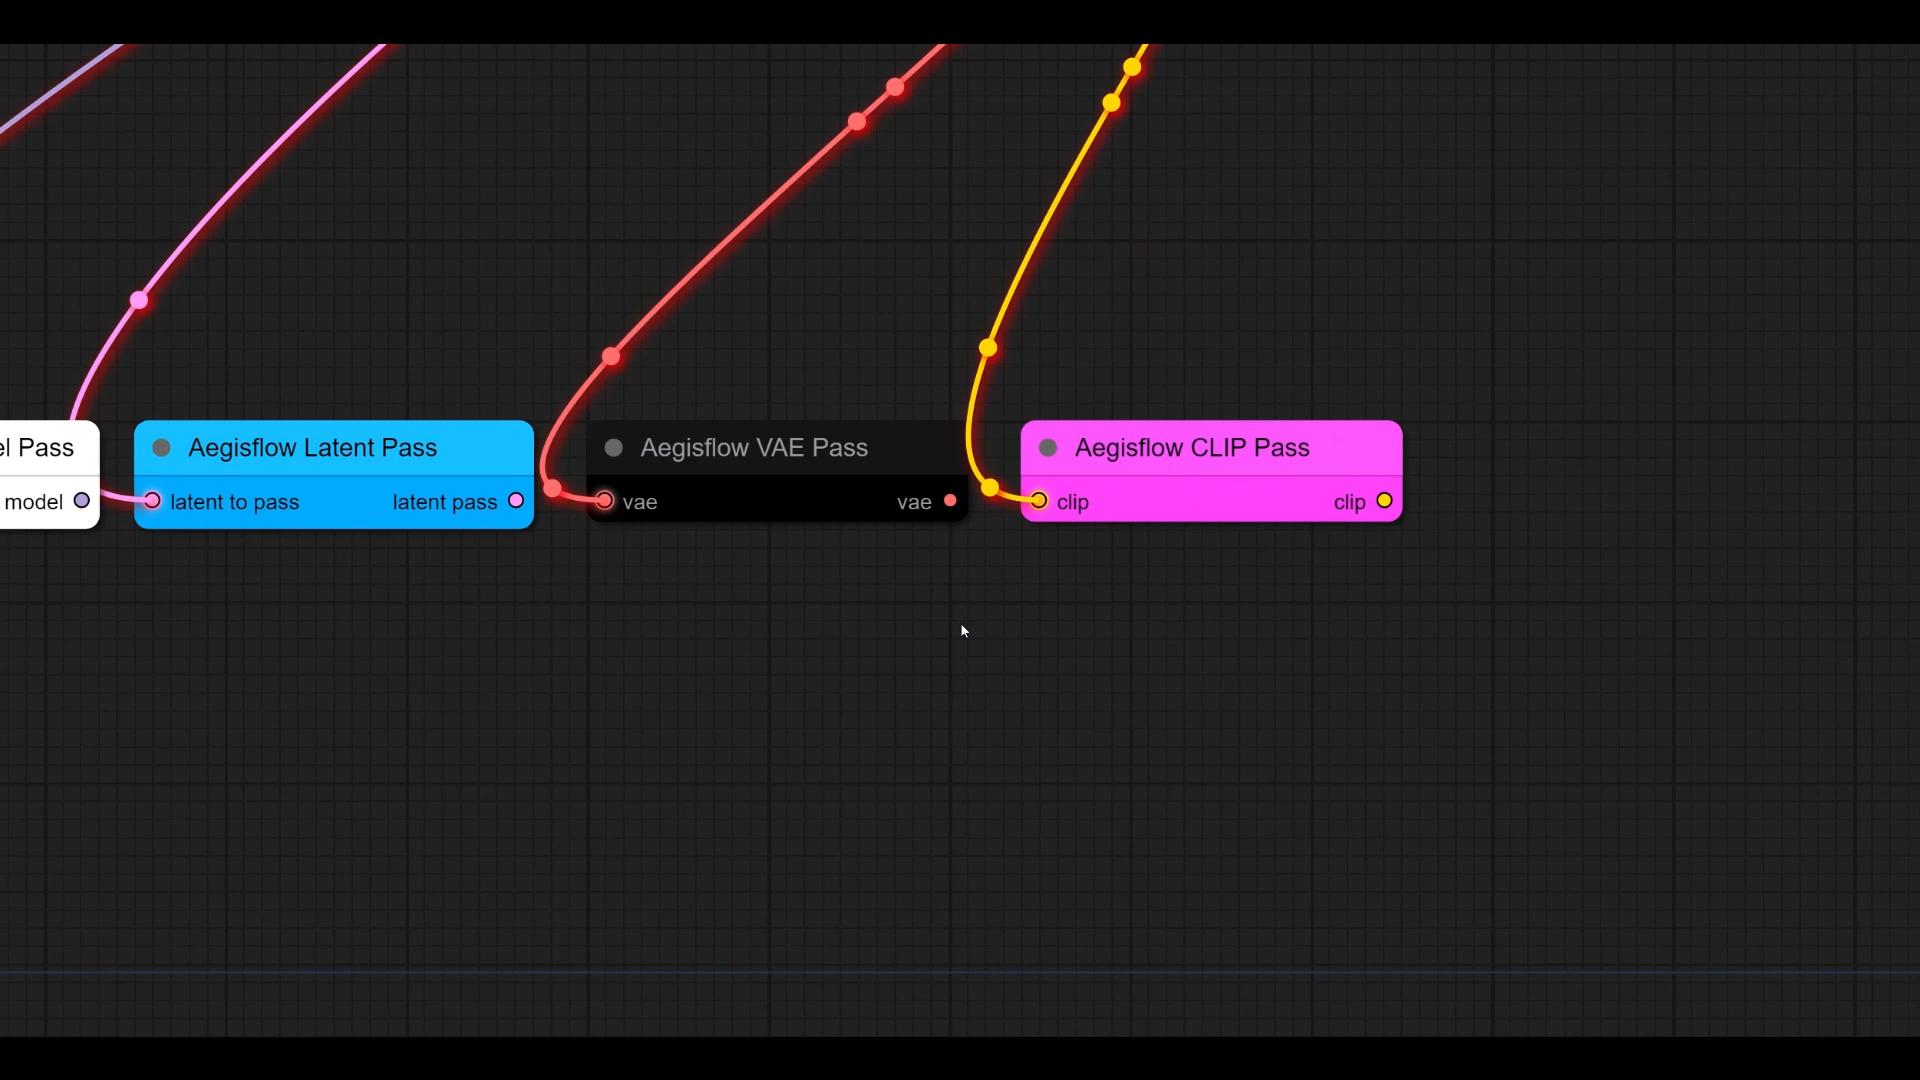 el Pass
model
Aegisflow Latent Pass
latent to pass latent pass
Aegisflow VAE Pass
vae vae
Aegisflow CLIP Pass
clip clip